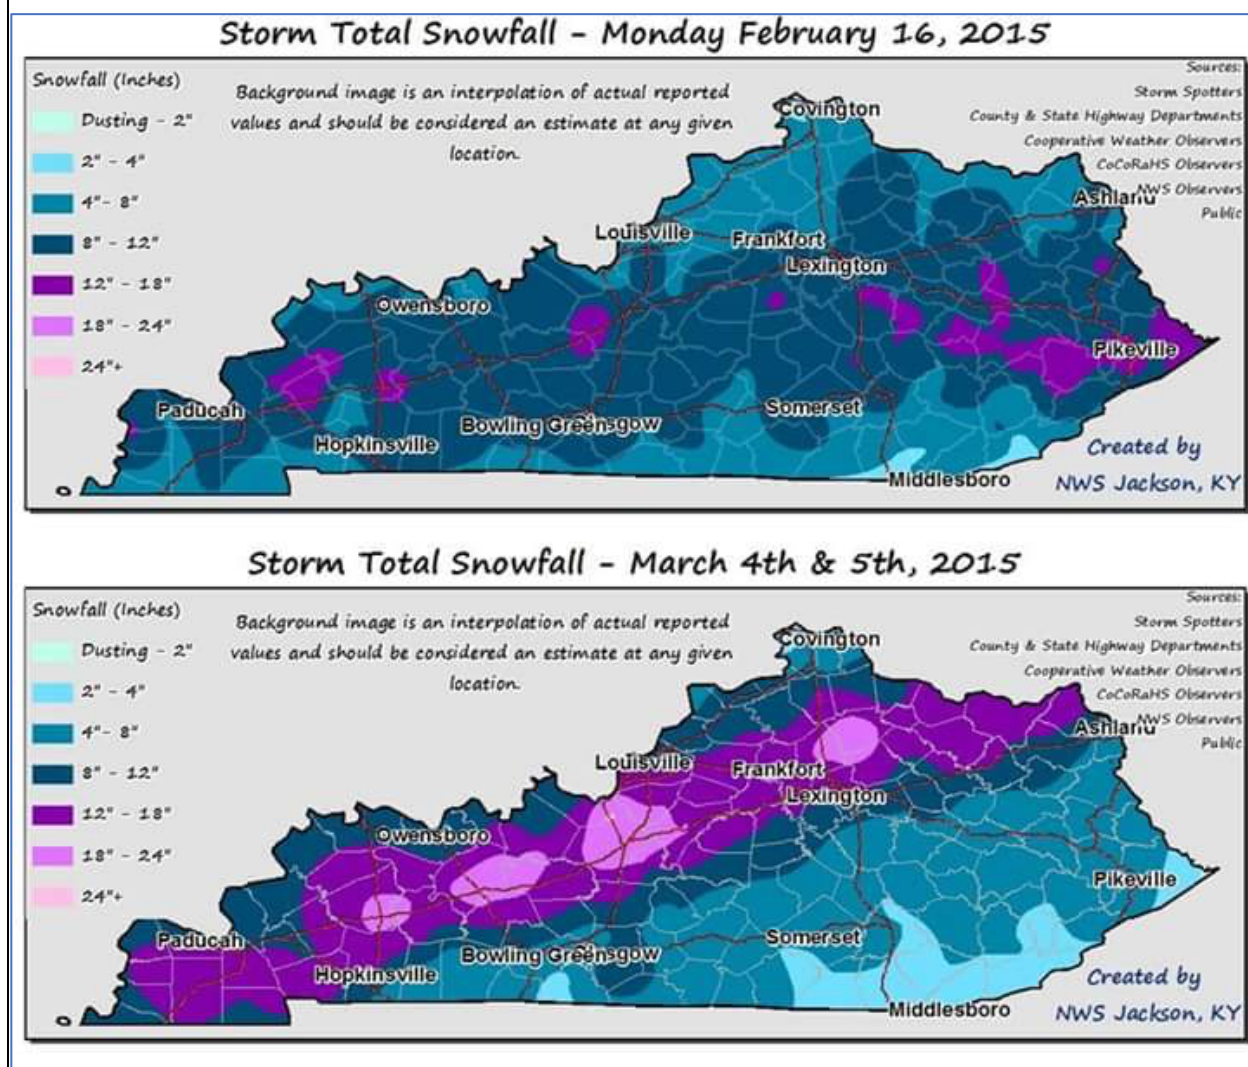 Storm Total Snowfall - Monday February 16, 2015
Snowfall (Inches)
Dusting - 2"
2" - 4"
4"- 8"
8" - 12"
12" - 18"
18" - 24"
24"+
Background image is an interpolation of actual reported
values and should be considered an estimate at any given
location.
Sources:
Storm Spotters
County & State Highway Departments
Cooperative Weather Observers
CoCoRaHS Observers
NWS Observers
Public
Covington
Ashland
Louisville
Frankfort
Lexington
Owensboro
Pikeville
Paducah
Somerset
Bowling Green
Hopkinsville
Middlesboro
0
Created by
NWS Jackson, KY
Storm Total Snowfall - March 4th & 5th, 2015
Snowfall (Inches)
Dusting - 2"
2" - 4"
4"- 8"
8" - 12"
12" - 18"
18" - 24"
24"+
Background image is an interpolation of actual reported
values and should be considered an estimate at any given
location.
Sources:
Storm Spotters
County & State Highway Departments
Cooperative Weather Observers
CoCoRaHS Observers
NWS Observers
Public
Covington
Ashland
Louisville
Frankfort
Lexington
Owensboro
Pikeville
Paducah
Somerset
Bowling Green
Hopkinsville
Middlesboro
0
Created by
NWS Jackson, KY